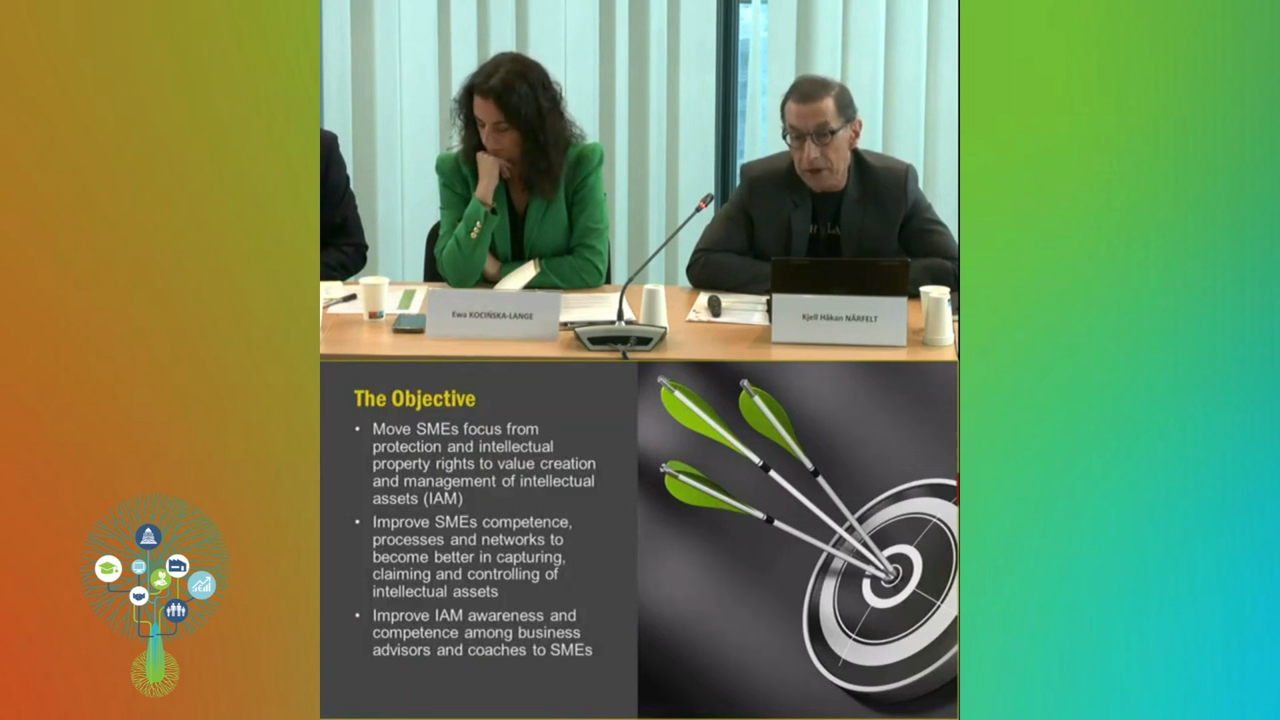 Ewa KOCIŃSKA-LANGE
Kjell Håkan NÄRFELT
The Objective
• Move SMEs focus from
protection and intellectual
property rights to value creation
and management of intellectual
assets (IAM)
• Improve SMEs competence,
processes and networks to
become better in capturing,
claiming and controlling of
intellectual assets
• Improve IAM awareness and
competence among business
advisors and coaches to SMEs